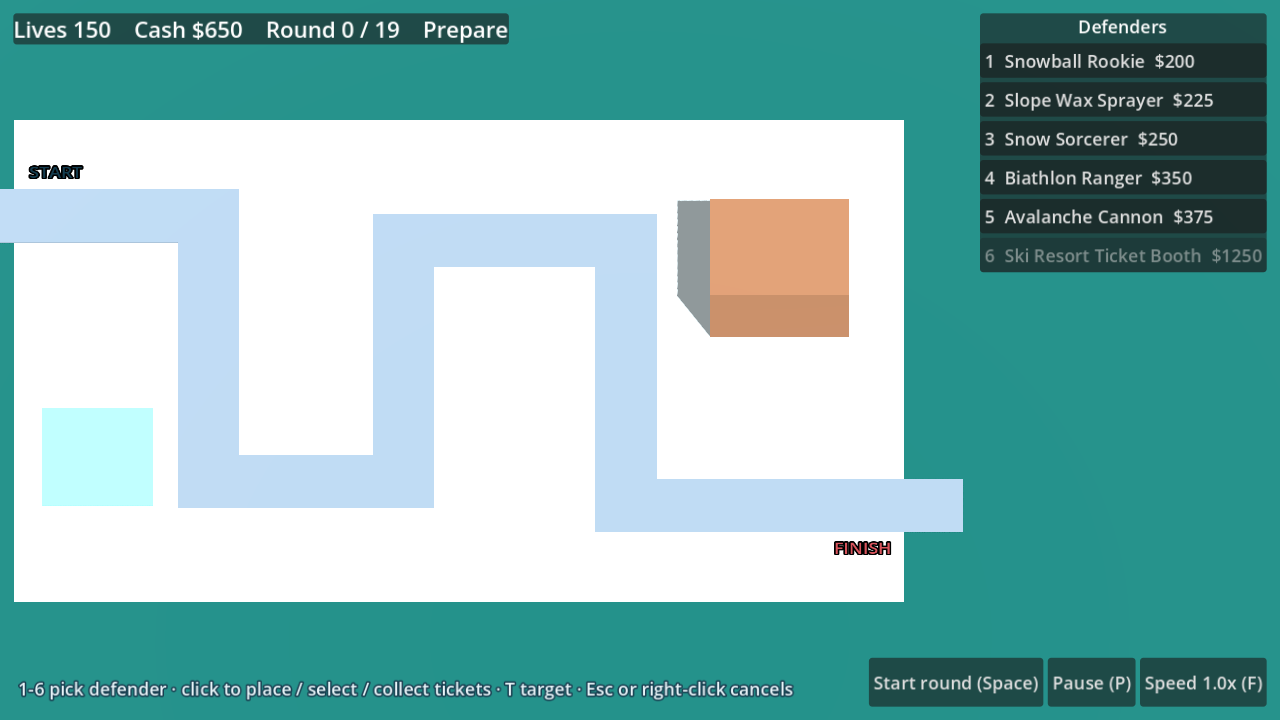 Lives 150 Cash $650 Round 0 / 19 Prepare
Defenders
1 Snowball Rookie $200
2 Slope Wax Sprayer $225
3 Snow Sorcerer $250
4 Biathlon Ranger $350
5 Avalanche Cannon $375
6 Ski Resort Ticket Booth $1250
START
FINISH
1-6 pick defender · click to place / select / collect tickets · T target · Esc or right-click cancels
Start round (Space) Pause (P) Speed 1.0x (F)